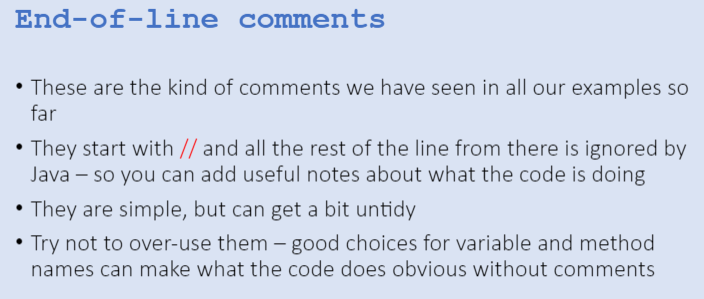 End-of-line comments
• These are the kind of comments we have seen in all our examples so
far
• They start with // and all the rest of the line from there is ignored by
Java – so you can add useful notes about what the code is doing
• They are simple, but can get a bit untidy
• Try not to over-use them – good choices for variable and method
names can make what the code does obvious without comments